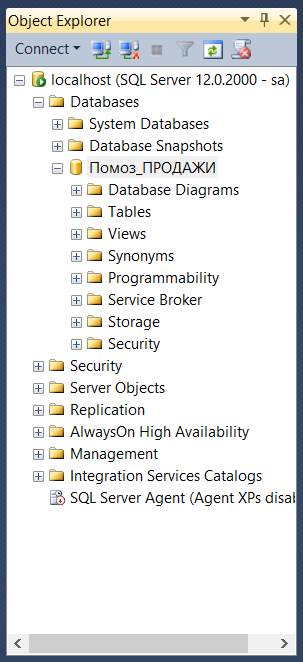 Object Explorer
Connect
localhost (SQL Server 12.0.2000 - sa)
Databases
System Databases
Database Snapshots
Помоз_ПРОДАЖИ
Database Diagrams
Tables
Views
Synonyms
Programmability
Service Broker
Storage
Security
Security
Server Objects
Replication
AlwaysOn High Availability
Management
Integration Services Catalogs
SQL Server Agent (Agent XPs disab